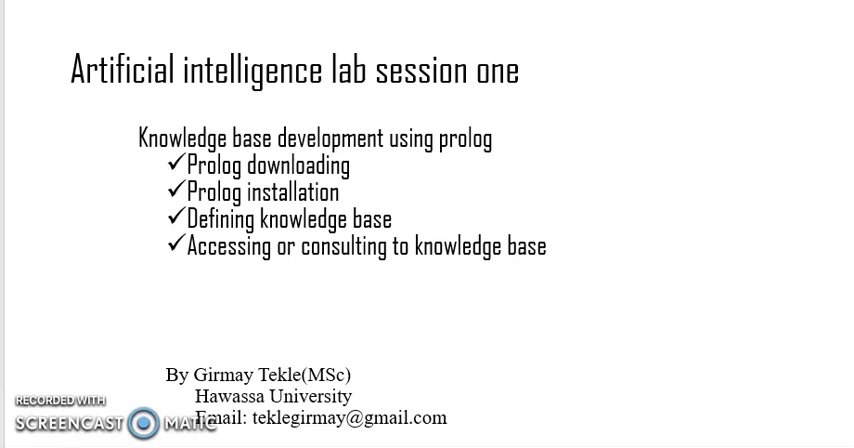 Artificial intelligence lab session one
Knowledge base development using prolog
✓Prolog downloading
✓Prolog installation
✓Defining knowledge base
✓Accessing or consulting to knowledge base
By Girmay Tekle(MSc)
Hawassa University
Email: teklegirmay@gmail.com
RECORDED WITH
SCREENCAST MATIC